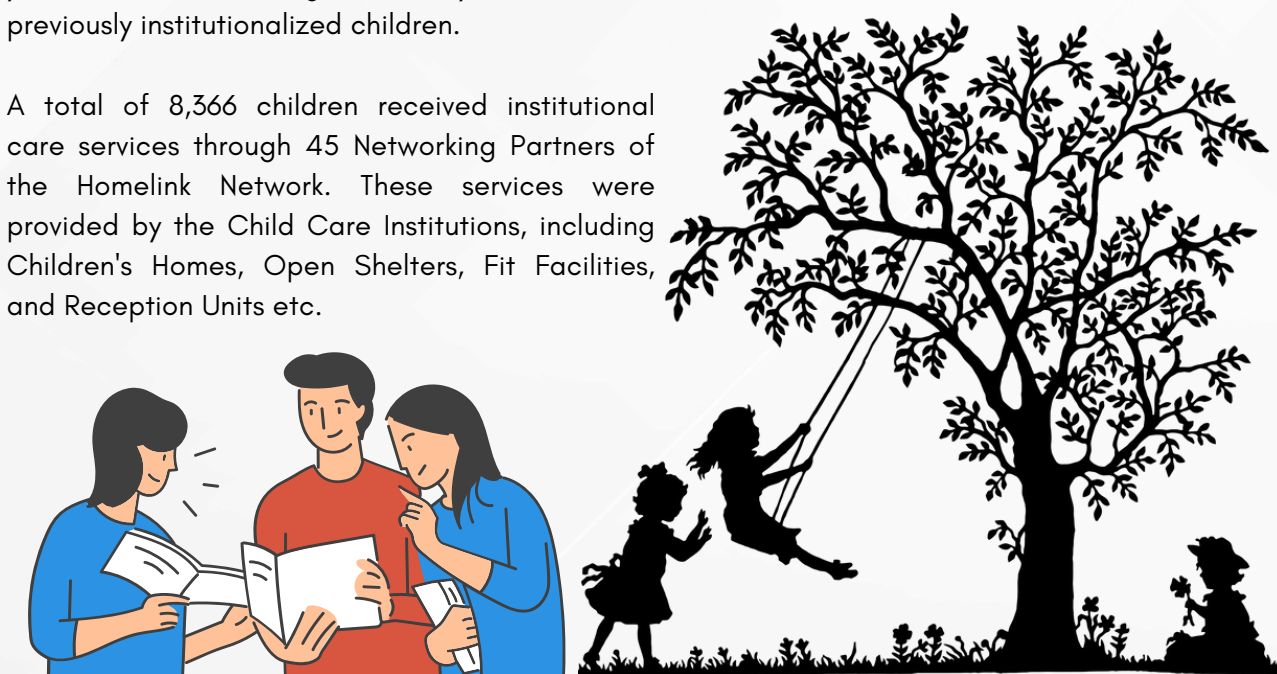 previously institutionalized children.
A total of 8,366 children received institutional
care services through 45 Networking Partners of
the Homelink Network. These services were
provided by the Child Care Institutions, including
Children's Homes, Open Shelters, Fit Facilities,
and Reception Units etc.